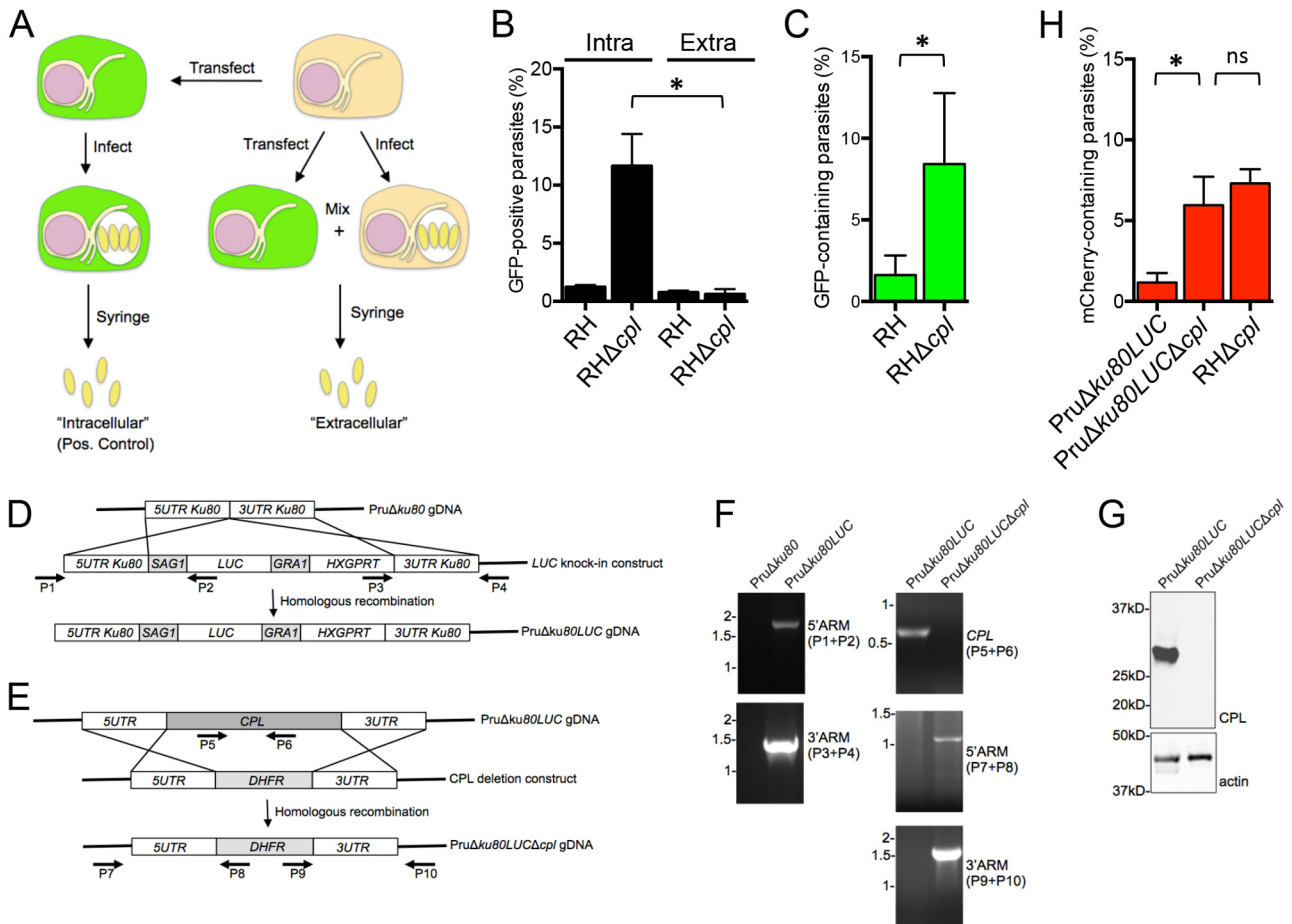 A
Transfect
Infect
Transfect
Infect
Mix
+
Syringe
Syringe
"Intracellular"
(Pos. Control)
"Extracellular"
B
Intra
Extra
GFP-positive parasites (%)
20
15
10
5
0
*
RH
RHΔcpl
RH
RHΔcpl
C
GFP-containing parasites (%)
15
10
5
0
*
RH
RHΔcpl
H
mCherry-containing parasites (%)
15
10
5
0
*
ns
PruΔku80LUC
PruΔku80LUCΔcpl
RHΔcpl
D
5UTR Ku80 3UTR Ku80 PruΔku80 gDNA
5UTR Ku80 SAG1 LUC GRA1 HXGPRT 3UTR Ku80 LUC knock-in construct
P1 P2 P3 P4
Homologous recombination
5UTR Ku80 SAG1 LUC GRA1 HXGPRT 3UTR Ku80 PruΔku80LUC gDNA
E
5UTR CPL 3UTR PruΔku80LUC gDNA
P5 P6
5UTR DHFR 3UTR CPL deletion construct
Homologous recombination
5UTR DHFR 3UTR PruΔku80LUCΔcpl gDNA
P7 P8 P9 P10
F
PruΔku80
PruΔku80LUC
2-
1.5-
1-
5'ARM
(P1+P2)
2-
1.5-
1-
3'ARM
(P3+P4)
PruΔku80LUC
PruΔku80LUCΔcpl
1-
0.5-
CPL
(P5+P6)
1.5-
1-
5'ARM
(P7+P8)
2-
1.5-
1-
3'ARM
(P9+P10)
G
PruΔku80LUC
PruΔku80LUCΔcpl
37kD-
25kD-
20kD-
CPL
50kD-
37kD-
actin